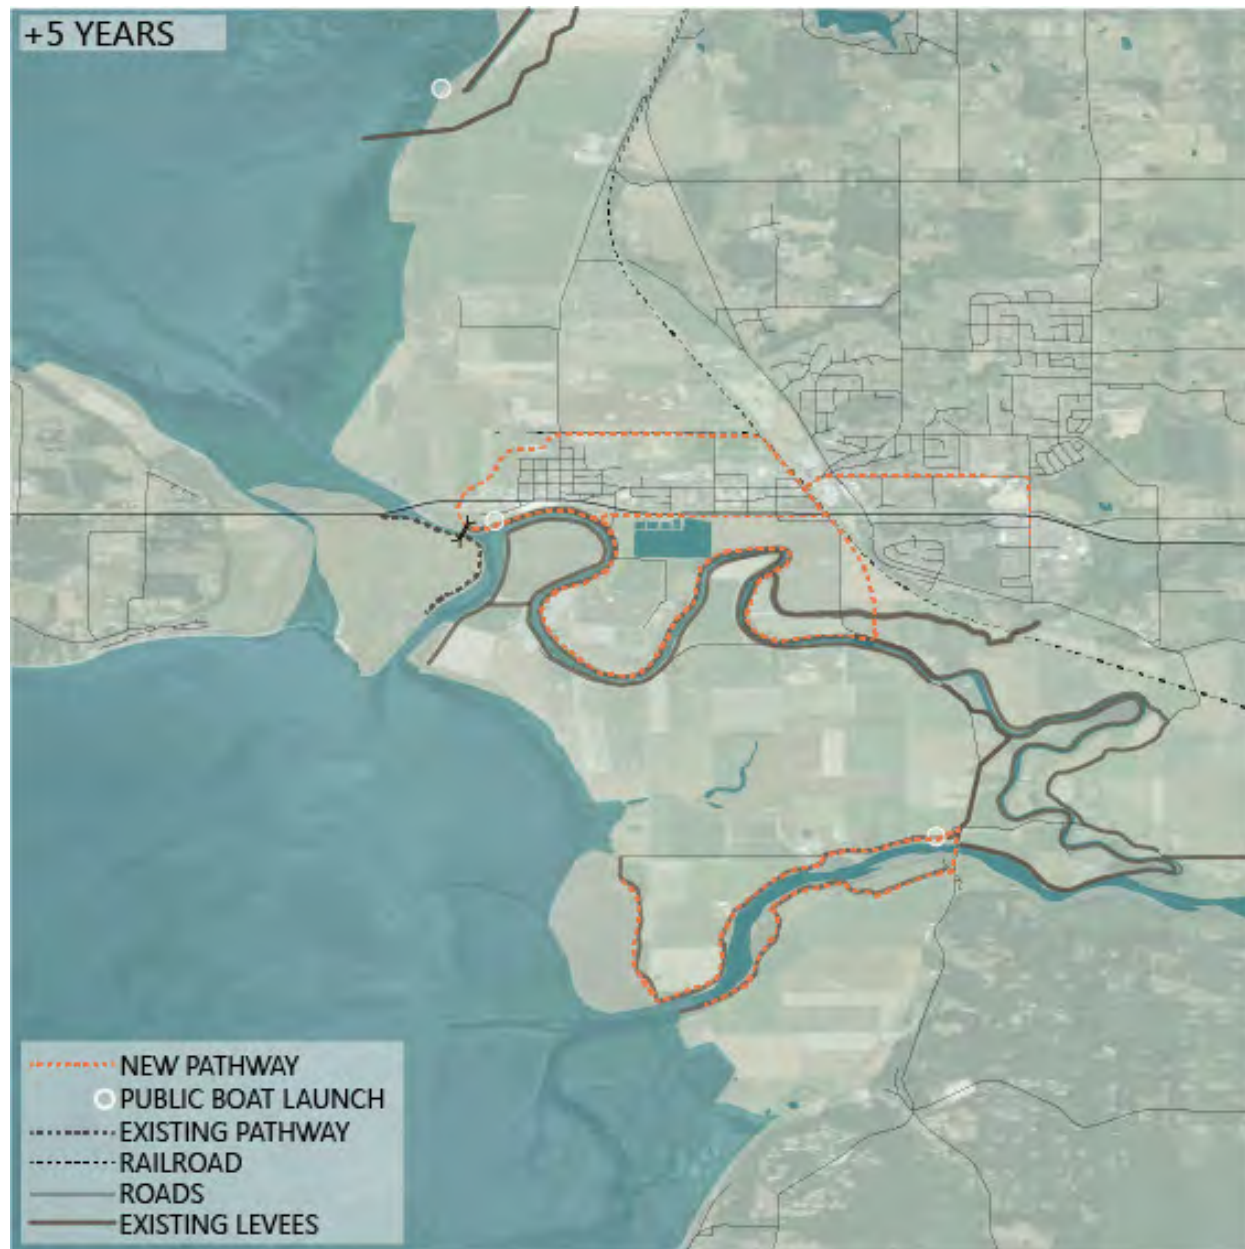 +5 YEARS
NEW PATHWAY
PUBLIC BOAT LAUNCH
EXISTING PATHWAY
RAILROAD
ROADS
EXISTING LEVEES